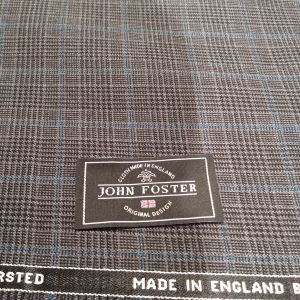 CLOTH MADE IN ENGLAND
JOHN FOSTER
ORIGINAL DESIGN
RSTED MADE IN ENGLAND B